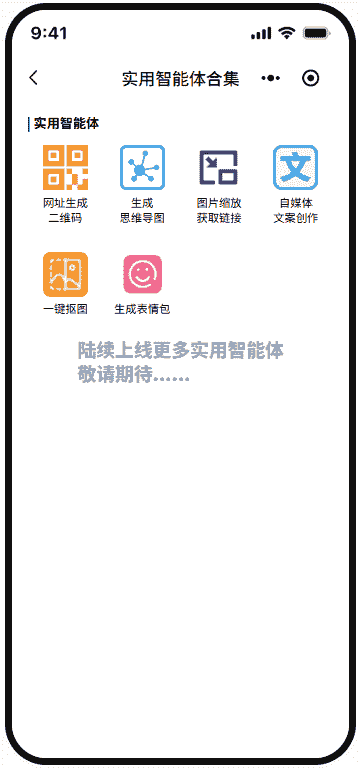 9:41
实用智能体合集
实用智能体
网址生成
二维码
生成
思维导图
图片缩放
获取链接
文
自媒体
文案创作
一键抠图
生成表情包
陆续上线更多实用智能体
敬请期待……